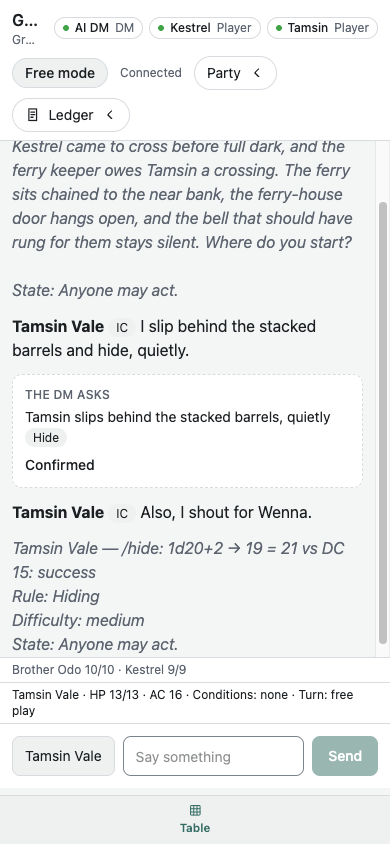 G...
Gr...
AI DM DM
Kestrel Player
Tamsin Player
Free mode
Connected
Party
Ledger
Kestrel came to cross before full dark, and the
ferry keeper owes Tamsin a crossing. The ferry
sits chained to the near bank, the ferry-house
door hangs open, and the bell that should have
rung for them stays silent. Where do you start?
State: Anyone may act.
Tamsin Vale IC I slip behind the stacked
barrels and hide, quietly.
THE DM ASKS
Tamsin slips behind the stacked barrels, quietly
Hide
Confirmed
Tamsin Vale IC Also, I shout for Wenna.
Tamsin Vale — /hide: 1d20+2 → 19 = 21 vs DC
15: success
Rule: Hiding
Difficulty: medium
State: Anyone may act.
Brother Odo 10/10 · Kestrel 9/9
Tamsin Vale · HP 13/13 · AC 16 · Conditions: none · Turn: free
play
Tamsin Vale
Say something
Send
Table